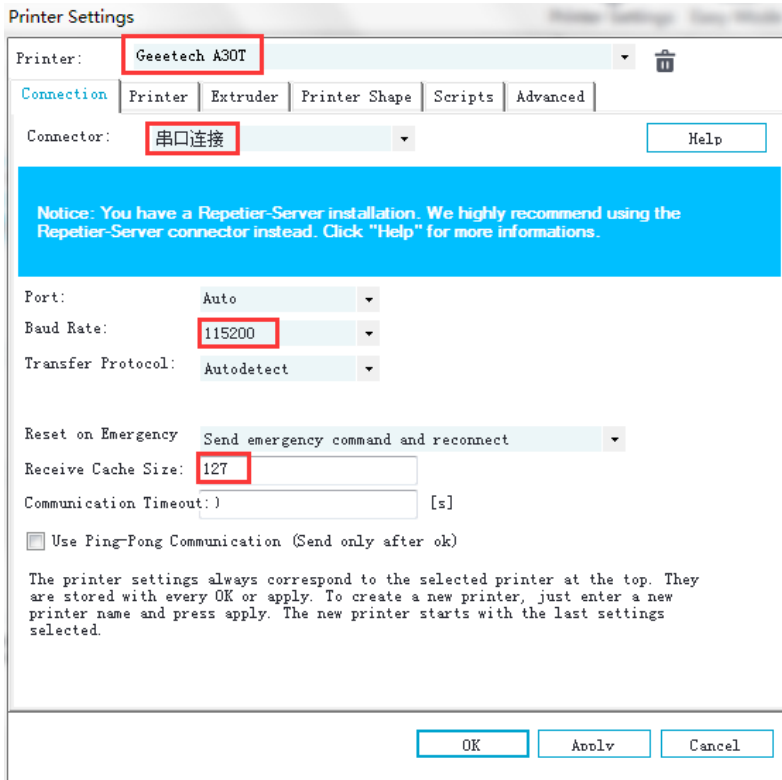 Printer Settings
Printer: Geeetech A30T
Connection Printer Extruder Printer Shape Scripts Advanced
Connector: 串口连接 Help
Notice: You have a Repetier-Server installation. We highly recommend using the
Repetier-Server connector instead. Click "Help" for more informations.
Port: Auto
Baud Rate: 115200
Transfer Protocol: Autodetect
Reset on Emergency Send emergency command and reconnect
Receive Cache Size: 127
Communication Timeout: ) [s]
Use Ping-Pong Communication (Send only after ok)
The printer settings always correspond to the selected printer at the top. They
are stored with every OK or apply. To create a new printer, just enter a new
printer name and press apply. The new printer starts with the last settings
selected.
OK Apply Cancel